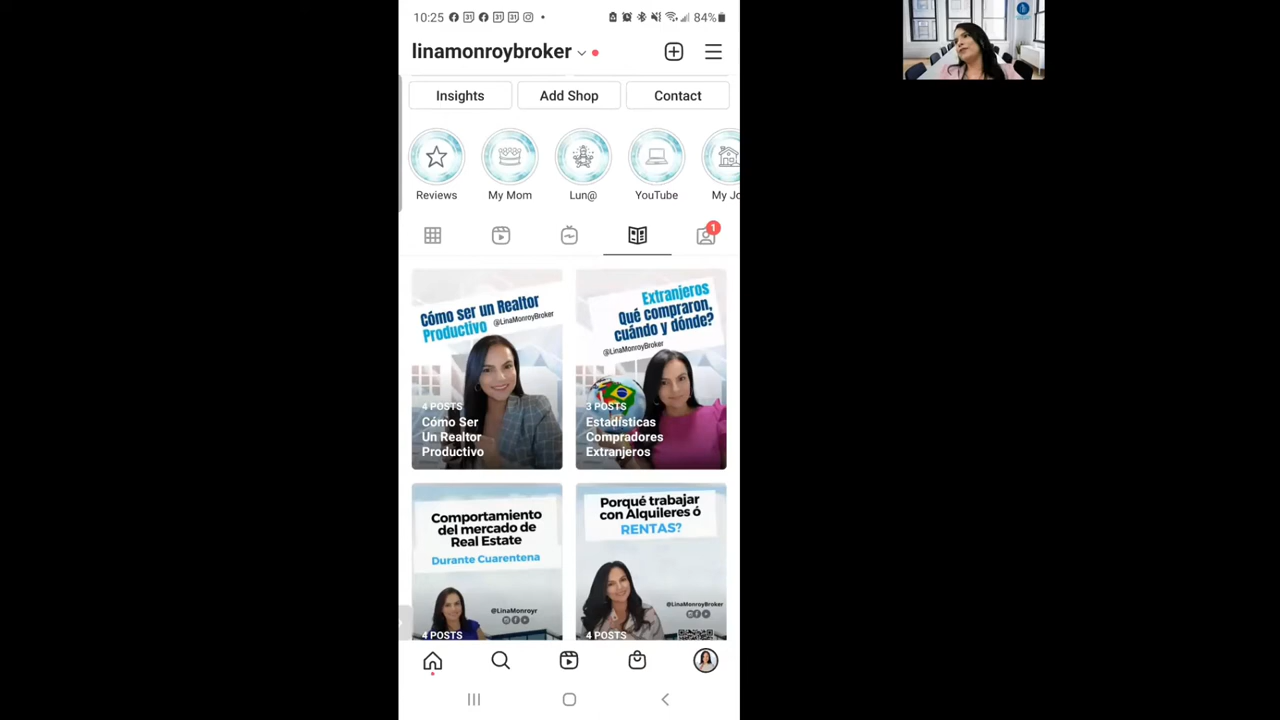 10:25
31
31
31
84%
linamonroybroker
Insights
Add Shop
Contact
Reviews
My Mom
Lun@
YouTube
My Jo
1
Cómo ser un Realtor
Productivo @LinaMonroyBroker
4 POSTS
Cómo Ser
Un Realtor
Productivo
Extranjeros
Qué compraron,
cuándo y dónde?
@LinaMonroyBroker
3 POSTS
Estadísticas
Compradores
Extranjeros
Comportamiento
del mercado de
Real Estate
Durante Cuarentena
@LinaMonroyr
4 POSTS
Porqué trabajar
con Alquileres ó
RENTAS?
@LinaMonroyBroker
4 POSTS